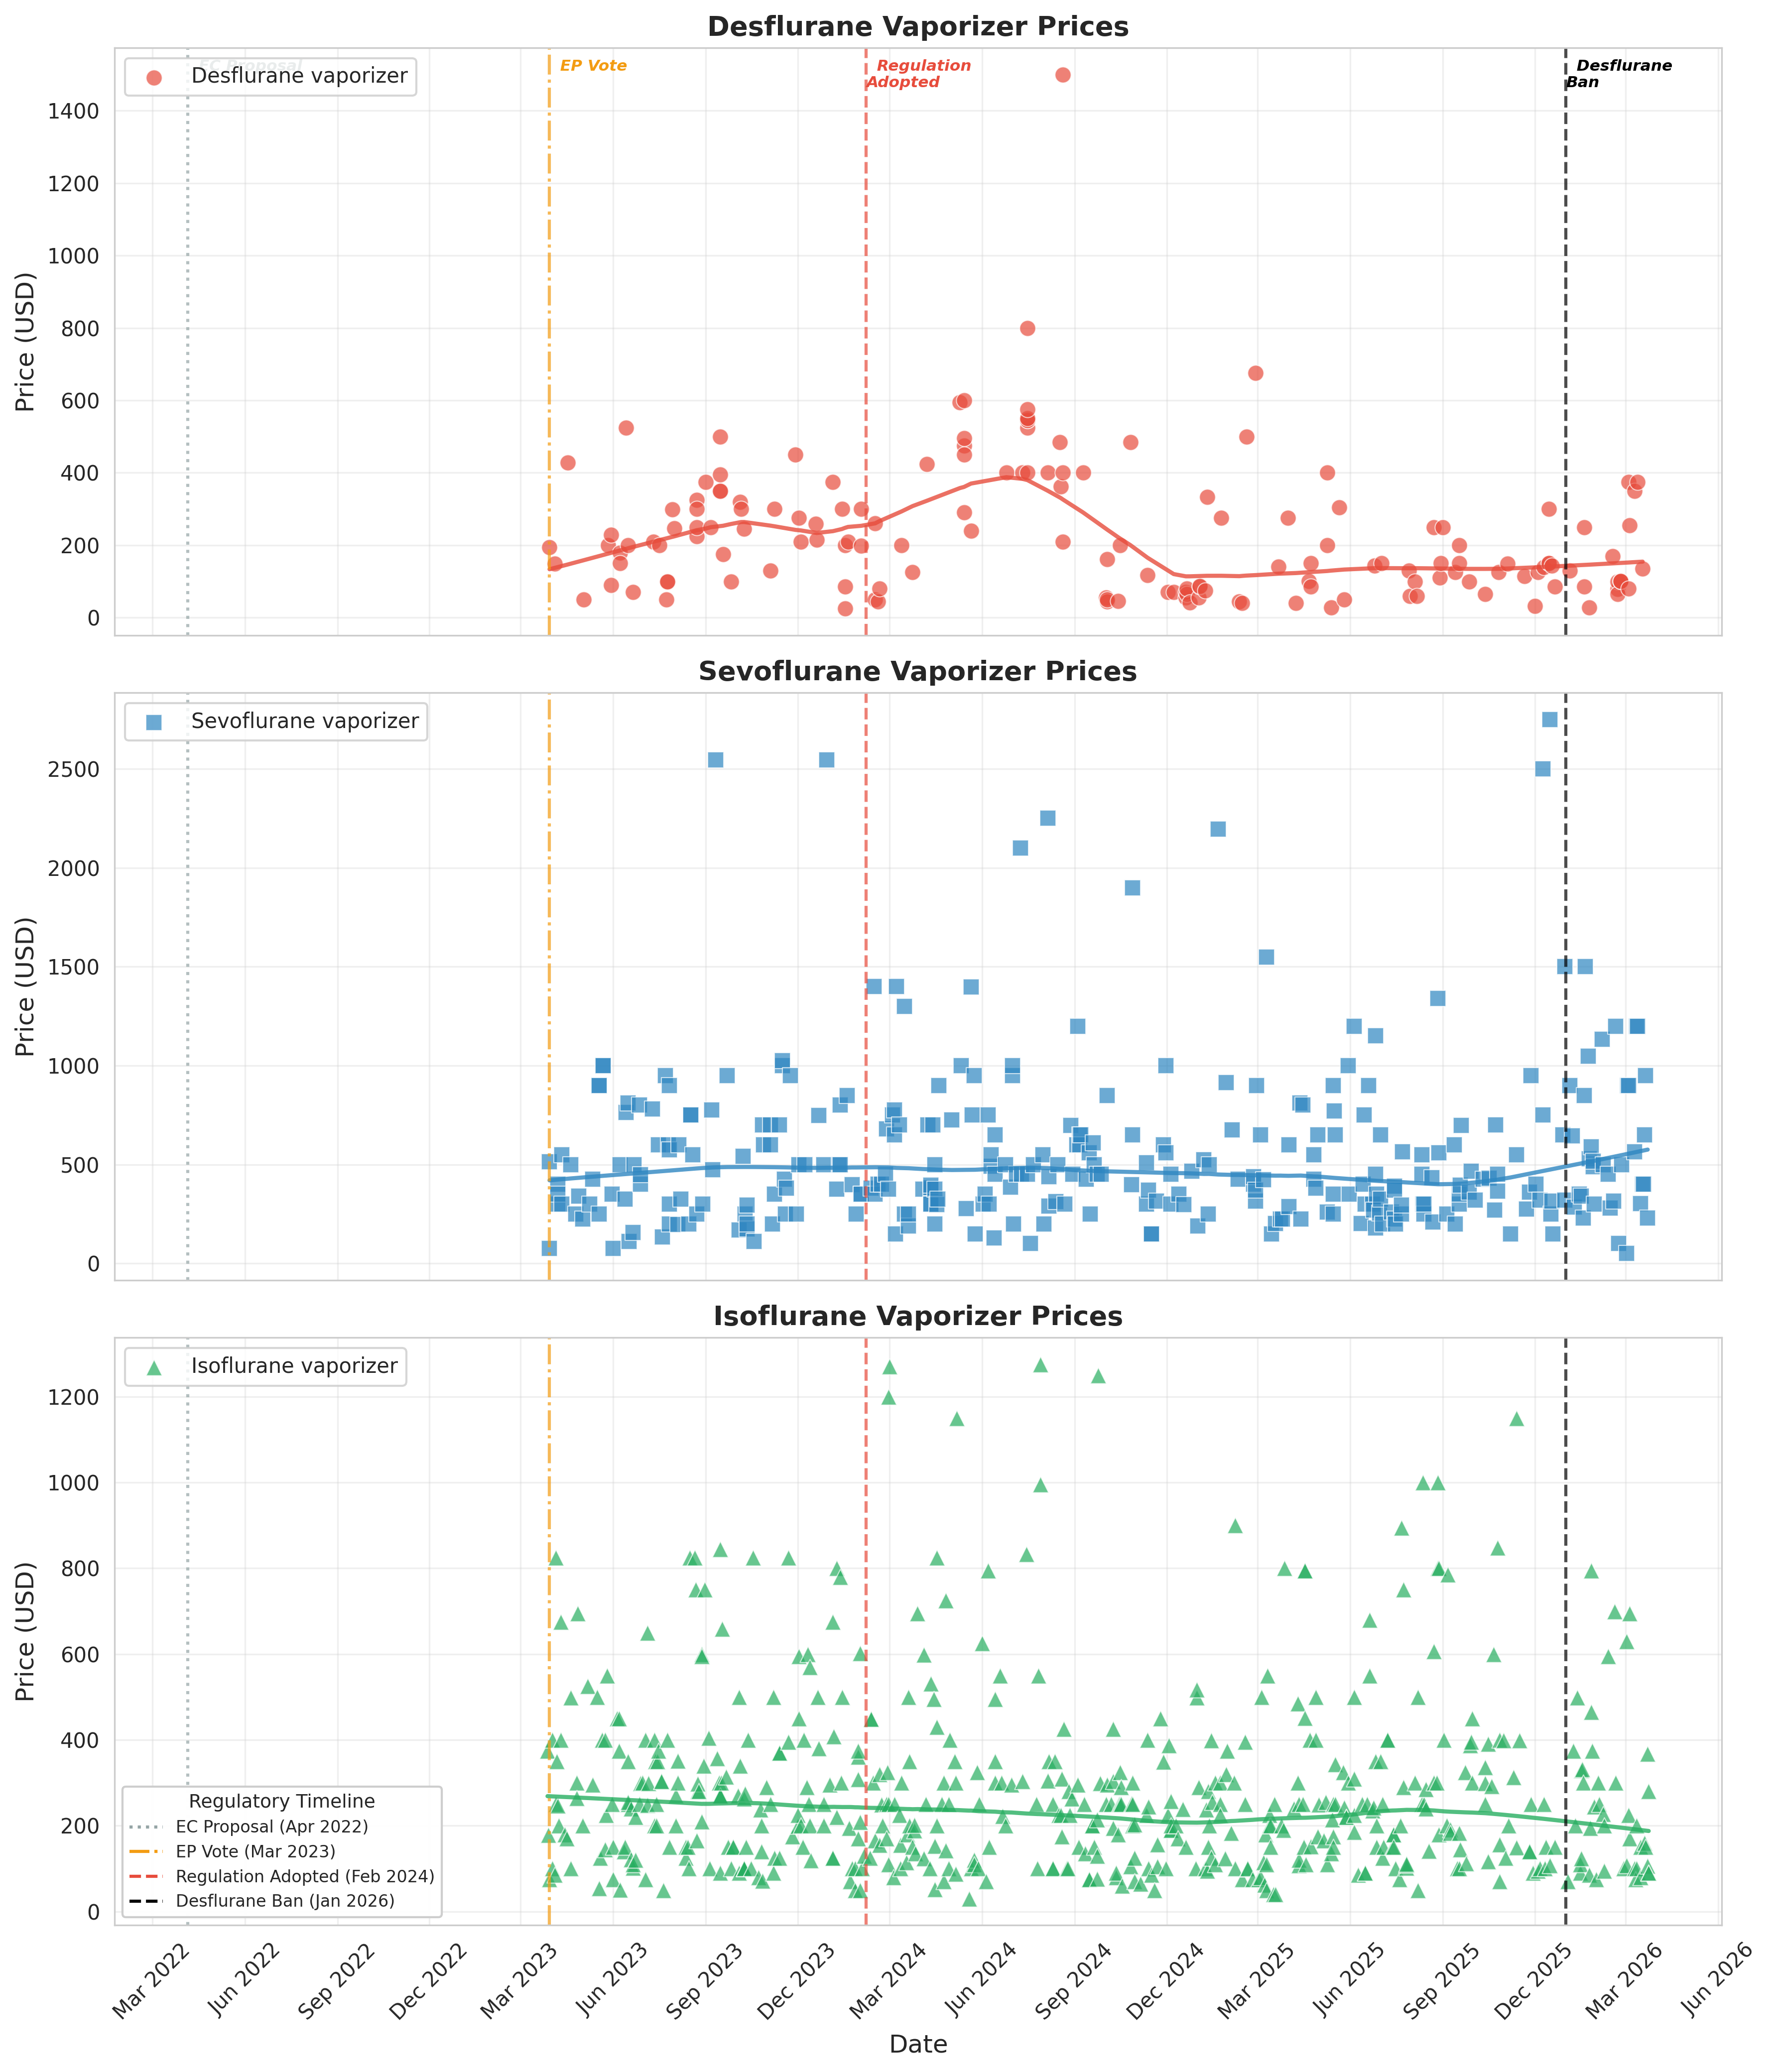 Desflurane Vaporizer Prices
EC Proposal
Desflurane vaporizer
EP Vote
Regulation
Adopted
Desflurane
Ban
1400
1200
1000
800
600
400
200
0
Price (USD)
Sevoflurane Vaporizer Prices
Sevoflurane vaporizer
2500
2000
1500
1000
500
0
Price (USD)
Isoflurane Vaporizer Prices
Isoflurane vaporizer
1200
1000
800
600
400
200
0
Price (USD)
Regulatory Timeline
EC Proposal (Apr 2022)
EP Vote (Mar 2023)
Regulation Adopted (Feb 2024)
Desflurane Ban (Jan 2026)
Mar 2022
Jun 2022
Sep 2022
Dec 2022
Mar 2023
Jun 2023
Sep 2023
Dec 2023
Mar 2024
Jun 2024
Sep 2024
Dec 2024
Mar 2025
Jun 2025
Sep 2025
Dec 2025
Mar 2026
Jun 2026
Date